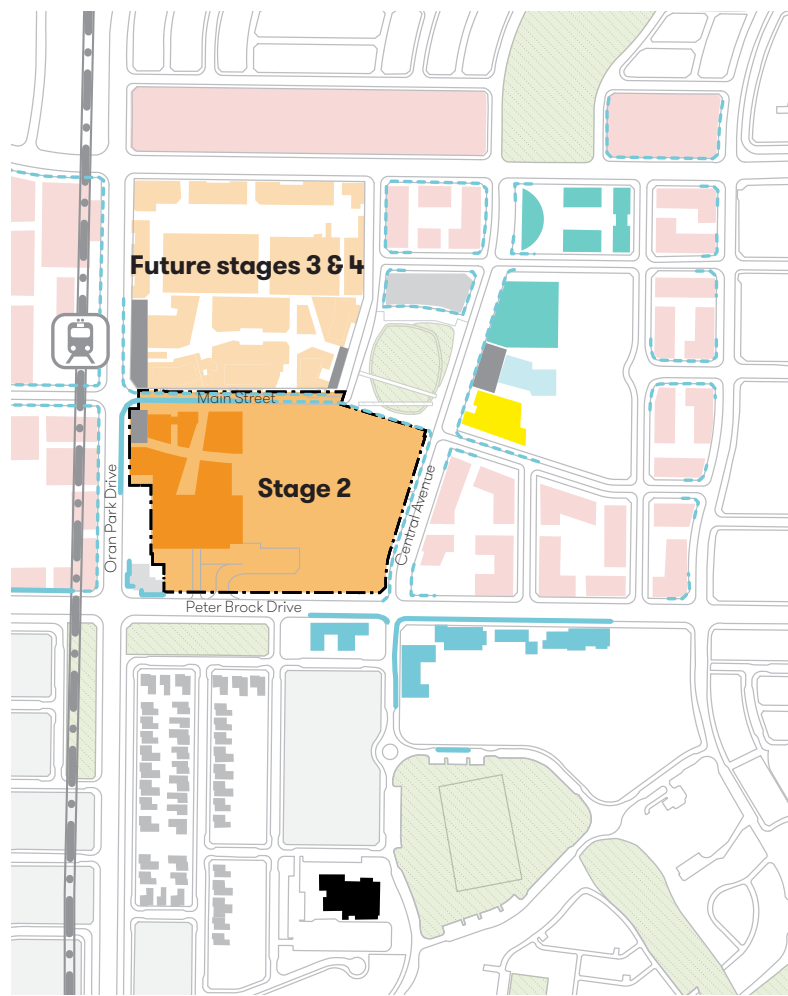 Future stages 3 & 4
Main Street
Stage 2
Oran Park Drive
Central Avenue
Peter Brock Drive